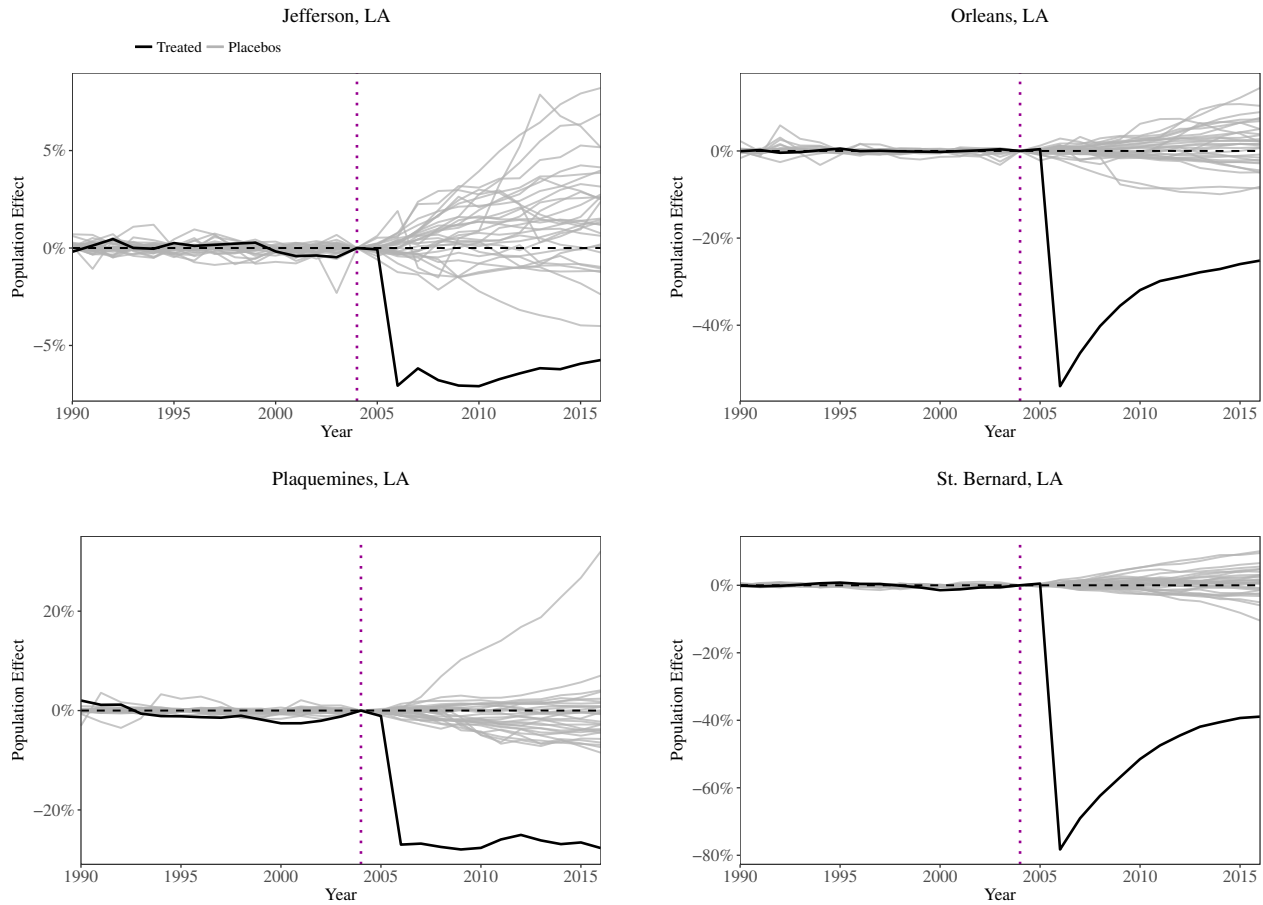 Jefferson, LA
Treated Placebos
5%
0%
−5%
Population Effect
1990 1995 2000 2005 2010 2015
Year
Orleans, LA
0%
−20%
−40%
Population Effect
1990 1995 2000 2005 2010 2015
Year
Plaquemines, LA
20%
0%
−20%
Population Effect
1990 1995 2000 2005 2010 2015
Year
St. Bernard, LA
0%
−20%
−40%
−60%
−80%
Population Effect
1990 1995 2000 2005 2010 2015
Year